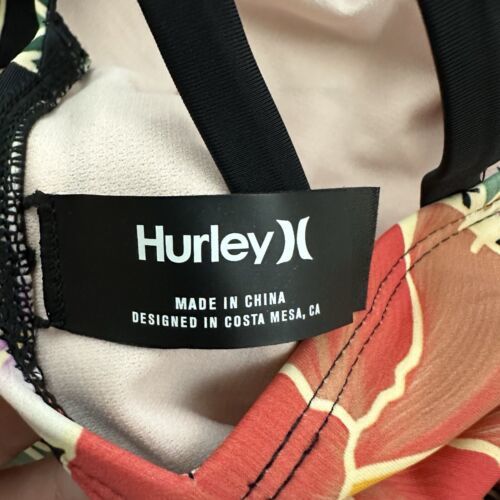 Hurley
MADE IN CHINA
DESIGNED IN COSTA MESA, CA